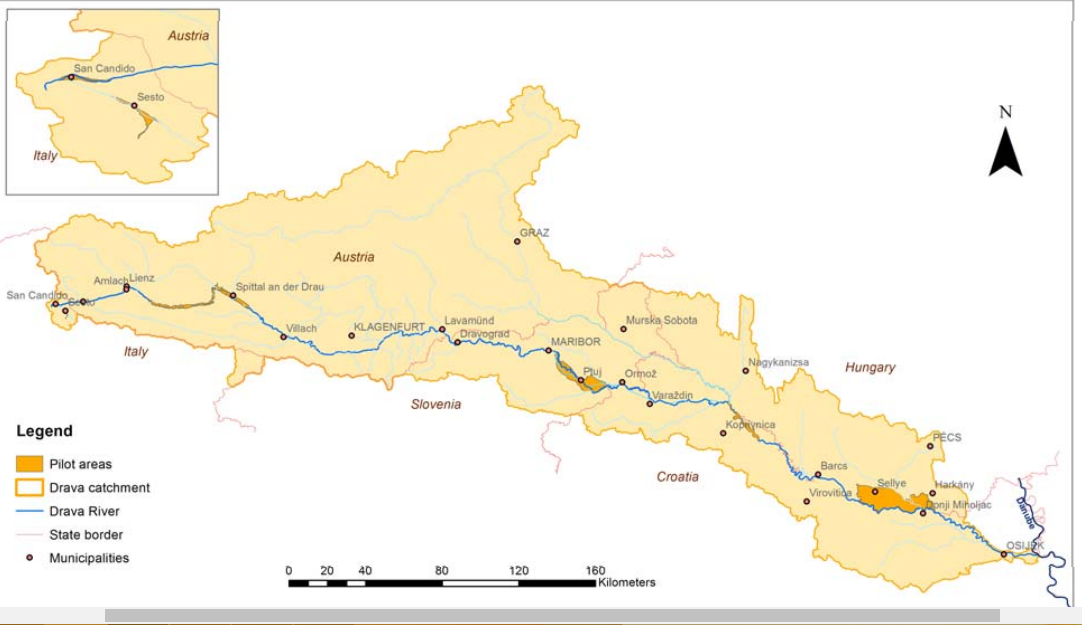 Austria
San Candido
Sesto
Italy
N
GRAZ
Austria
Amlach
Lienz
Spittal an der Drau
San Candido
Sesto
Villach
KLAGENFURT
Lavamünd
Dravograd
MARIBOR
Murska Sobota
Italy
Ptuj
Ormož
Nagykanizsa
Hungary
Slovenia
Varaždin
Koprivnica
PÉCS
Croatia
Barcs
Virovitica
Sellye
Harkány
Donji Miholjac
Danube
OSIJEK
Legend
Pilot areas
Drava catchment
Drava River
State border
Municipalities
0 20 40 80 120 160
Kilometers